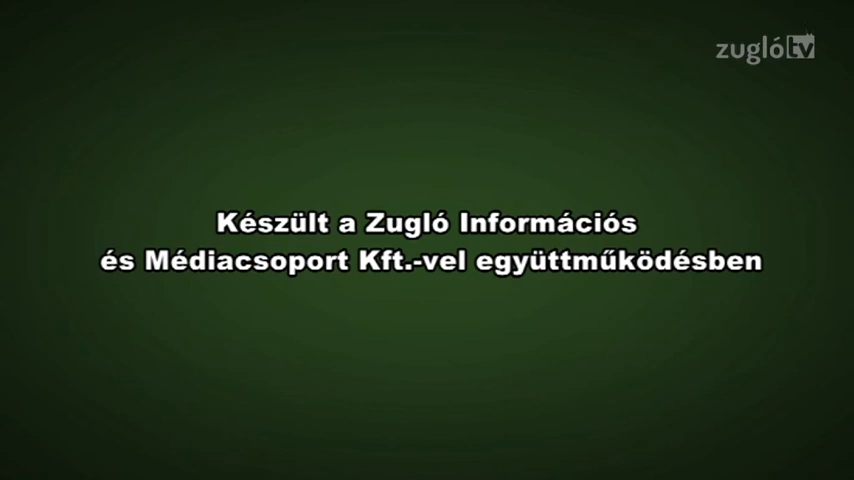 zuglótv
Készült a Zugló Információs
és Médiacsoport Kft.-vel együttműködésben